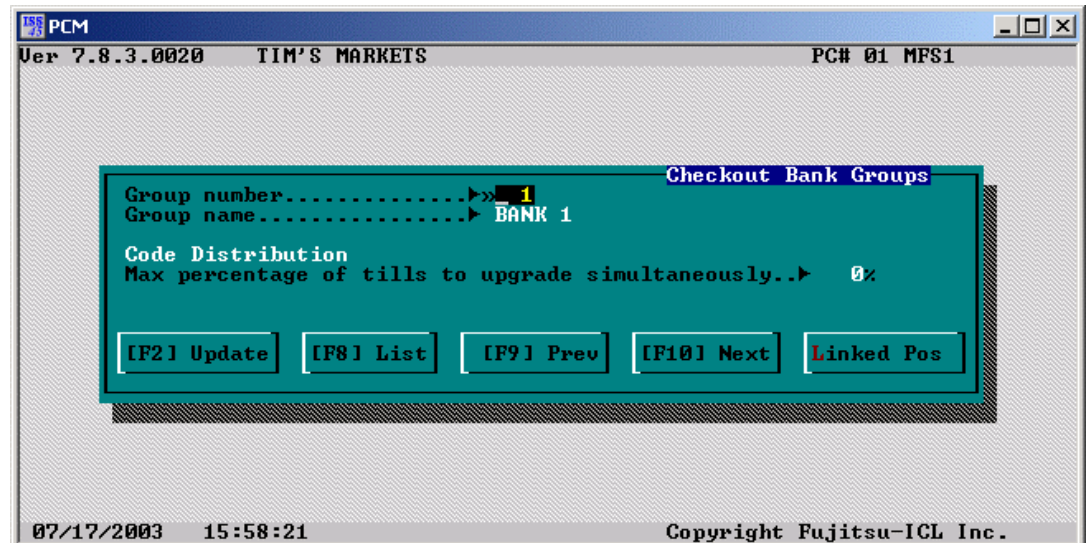 ISS 45 PCM
Ver 7.8.3.0020 TIM'S MARKETS PC# 01 MFS1
Checkout Bank Groups
Group number..............►» 1
Group name................► BANK 1
Code Distribution
Max percentage of tills to upgrade simultaneously..► 0%
[F2] Update [F8] List [F9] Prev [F10] Next Linked Pos
07/17/2003 15:58:21 Copyright Fujitsu-ICL Inc.